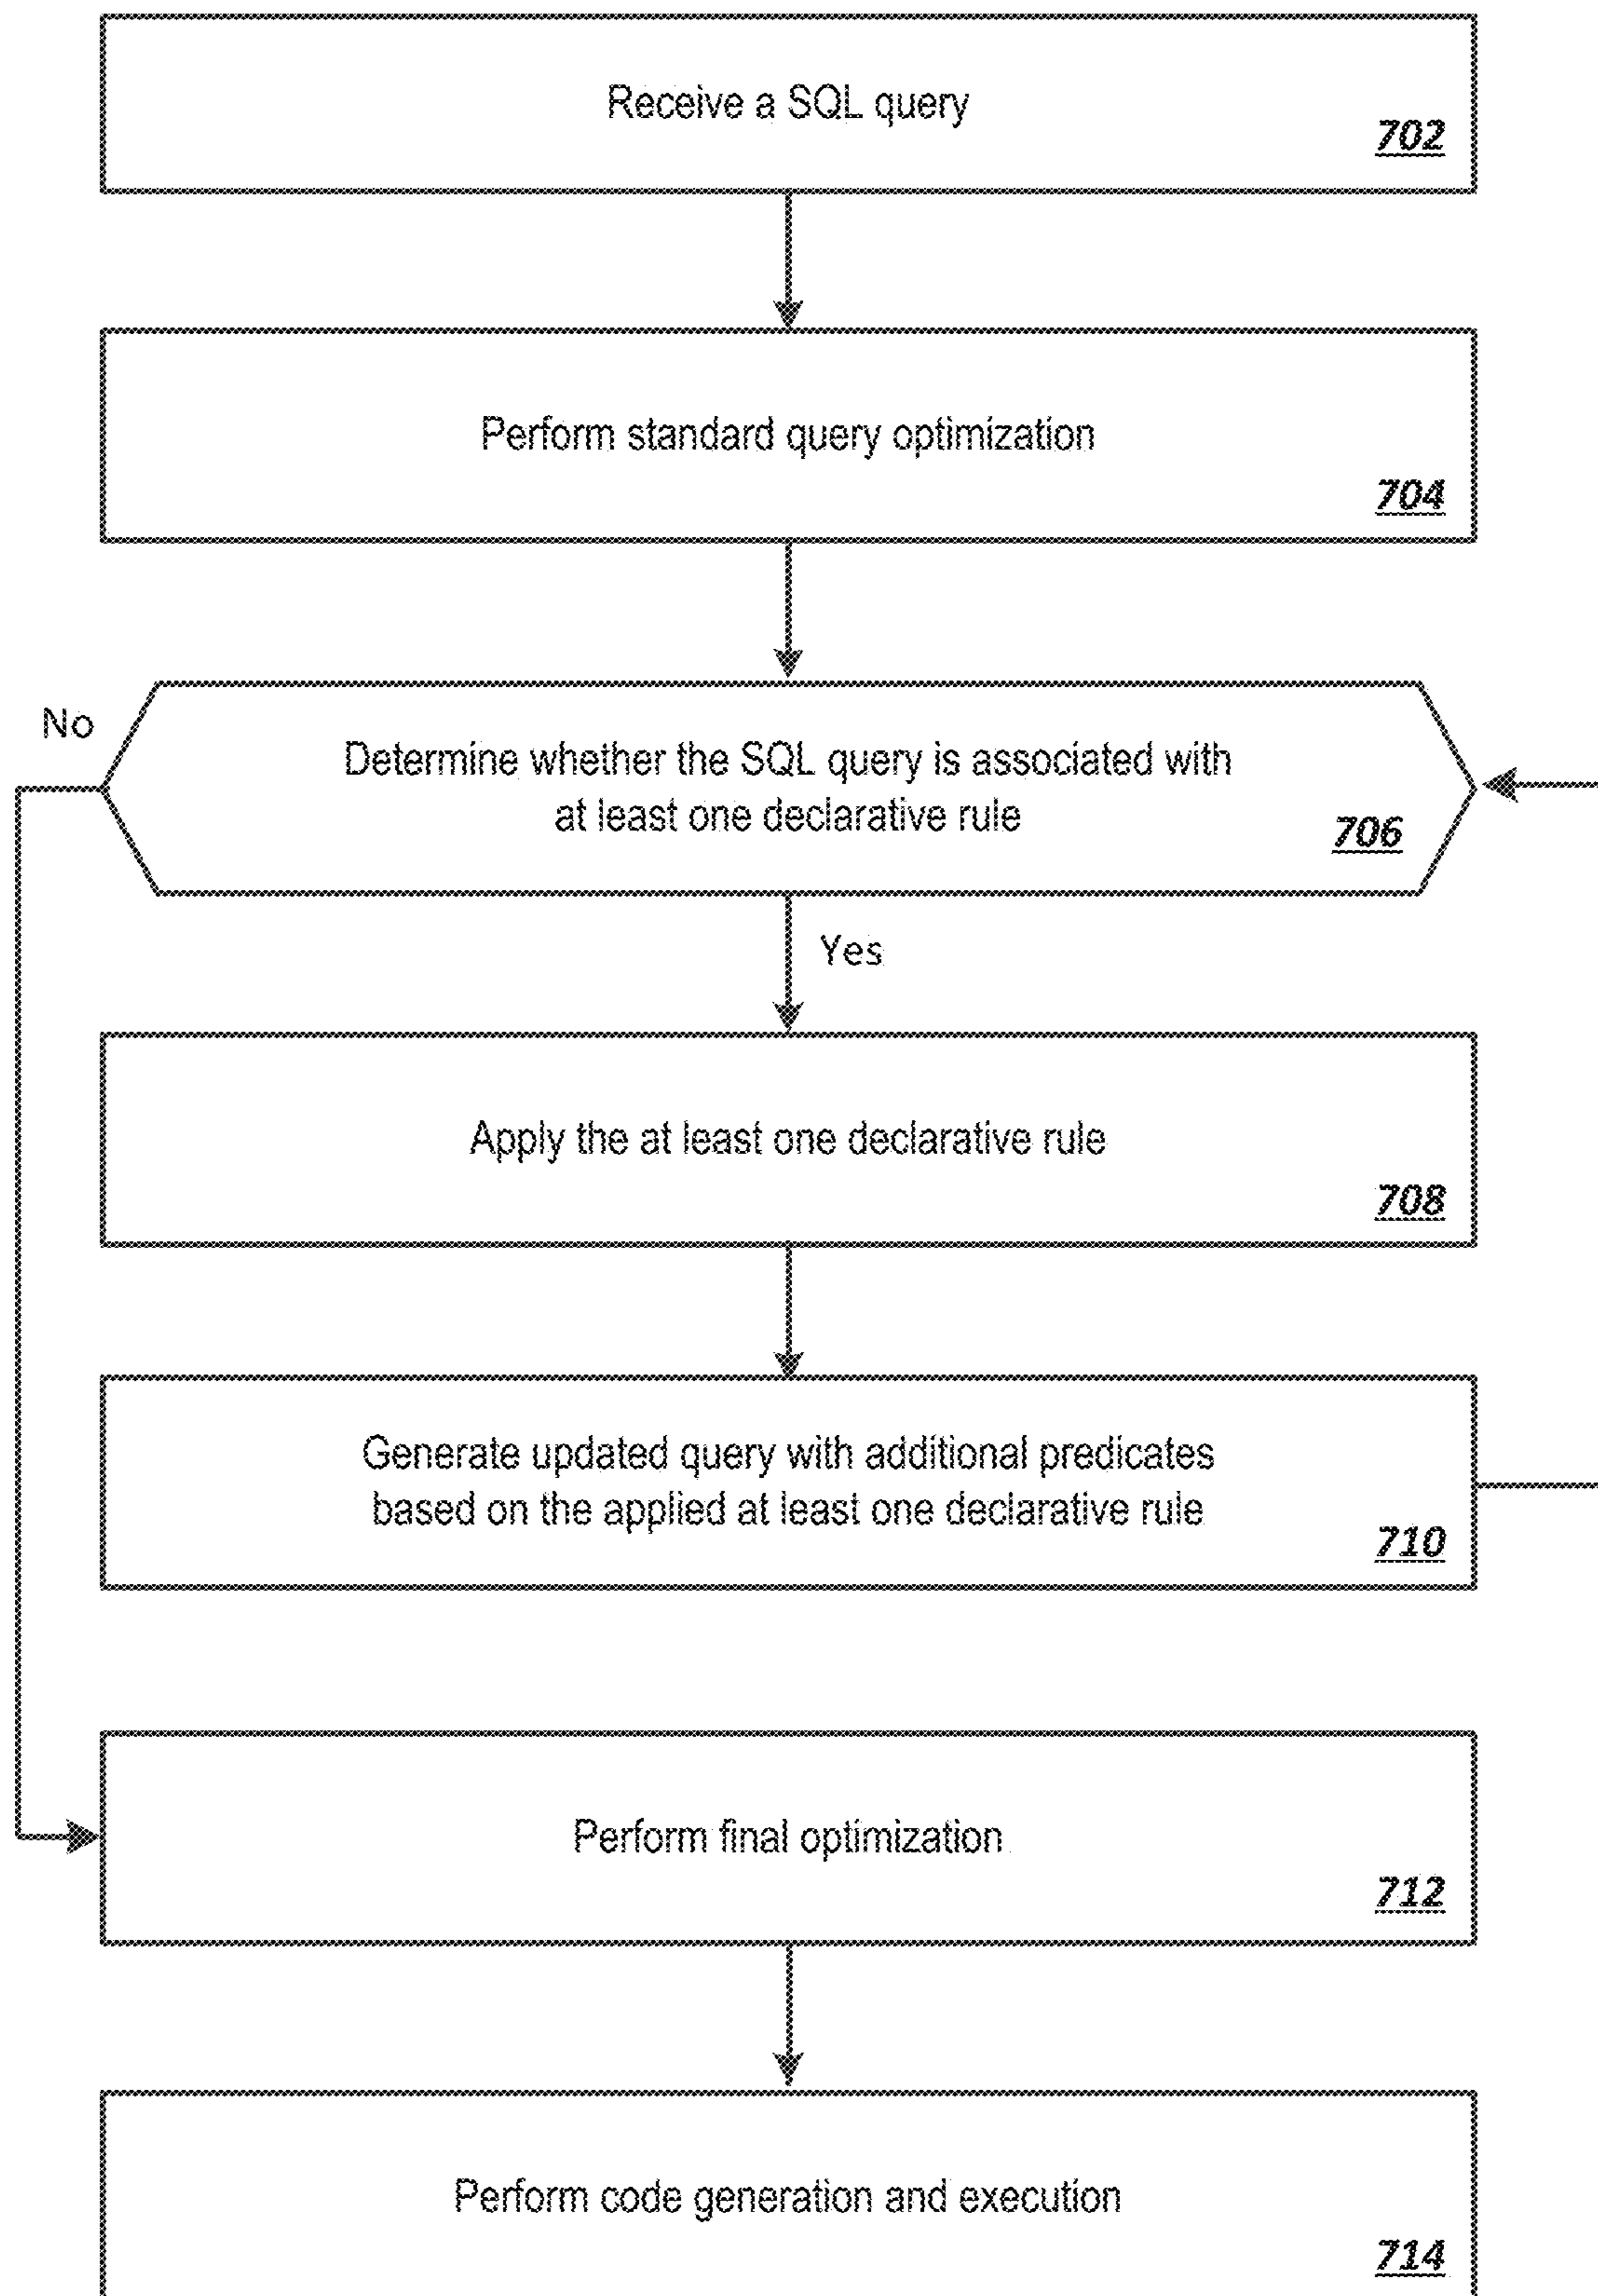 Receive a SQL query
702
Perform standard query optimization
704
No
Determine whether the SQL query is associated with
at least one declarative rule
706
Yes
Apply the at least one declarative rule
708
Generate updated query with additional predicates
based on the applied at least one declarative rule
710
Perform final optimization
712
Perform code generation and execution
714